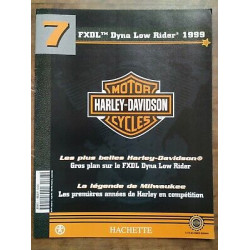 7
FXDL™ Dyna Low Rider® 1999
MOTOR
HARLEY-DAVIDSON
CYCLES
Les plus belles Harley-Davidson®
Gros plan sur le FXDL Dyna Low Rider
La légende de Milwaukee
Les premières années de Harley en compétition
HACHETTE